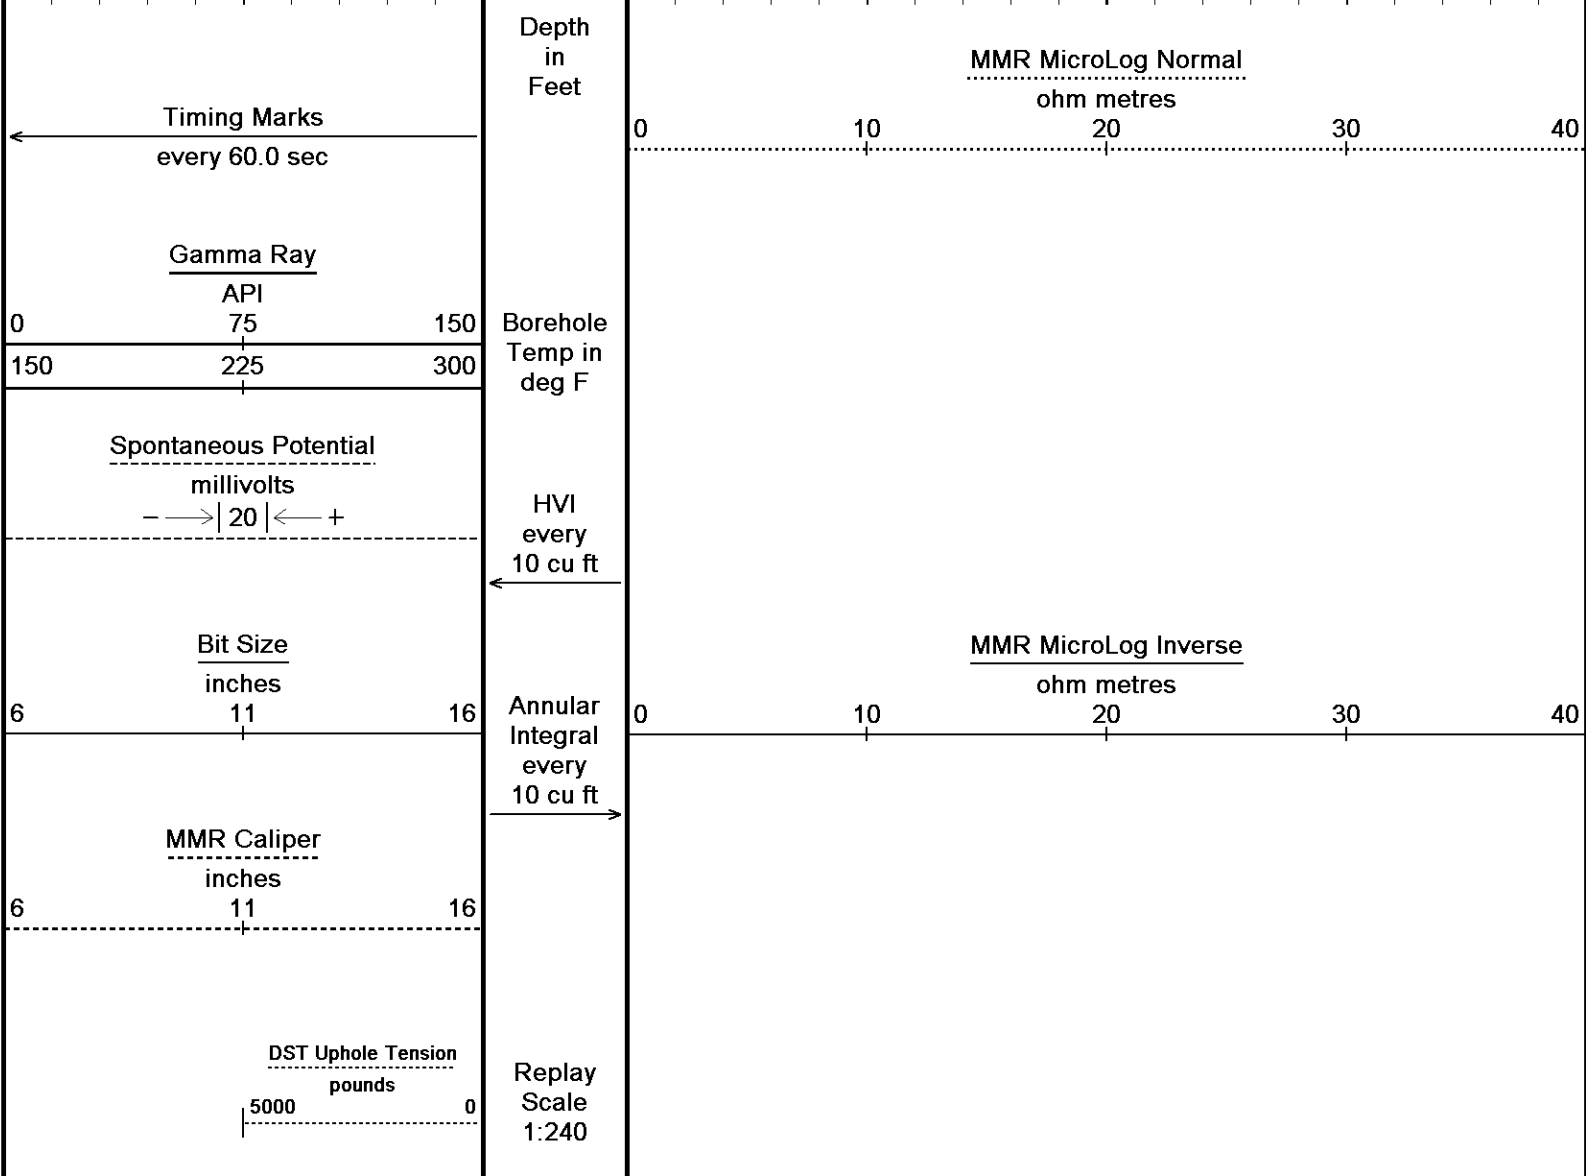 Timing Marks
every 60.0 sec
Gamma Ray
API
0 75 150
150 225 300
Spontaneous Potential
millivolts
− 20 +
Bit Size
inches
6 11 16
MMR Caliper
inches
6 11 16
DST Uphole Tension
pounds
5000 0
Depth
in
Feet
Borehole
Temp in
deg F
HVI
every
10 cu ft
Annular
Integral
every
10 cu ft
Replay
Scale
1:240
MMR MicroLog Normal
ohm metres
0 10 20 30 40
MMR MicroLog Inverse
ohm metres
0 10 20 30 40